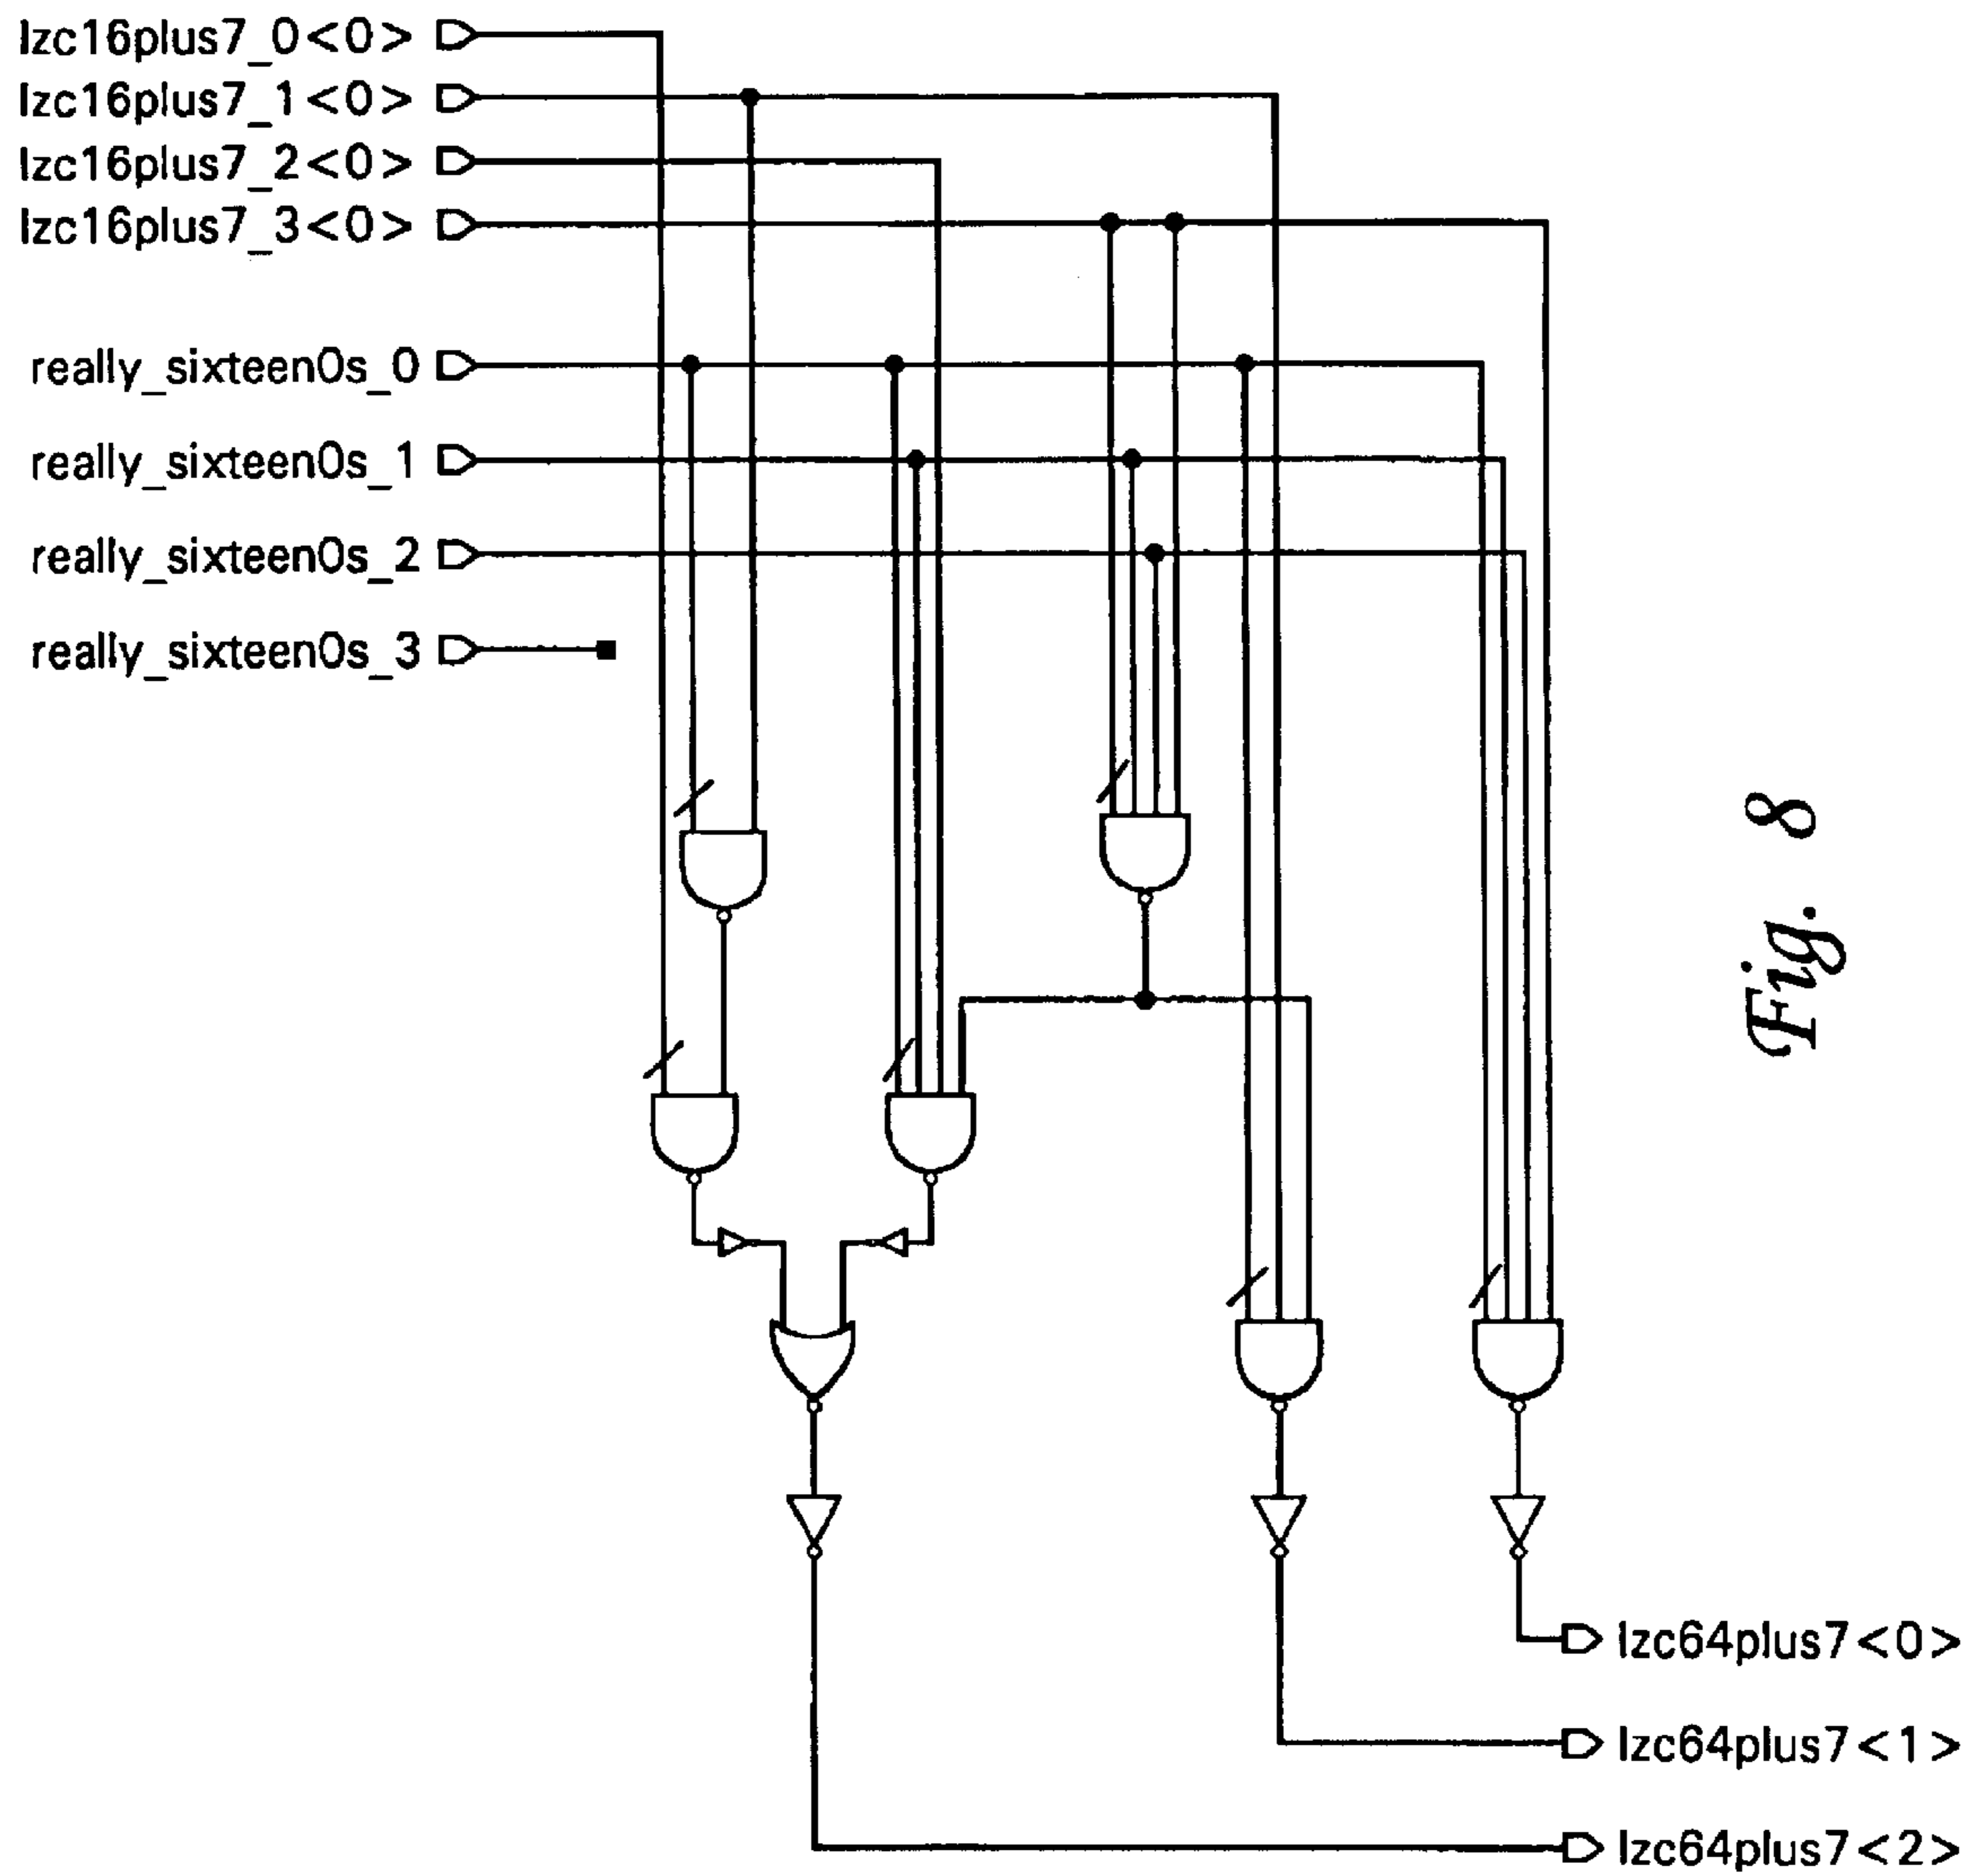 lzc16plus7_0<0>
lzc16plus7_1<0>
lzc16plus7_2<0>
lzc16plus7_3<0>
really_sixteen0s_0
really_sixteen0s_1
really_sixteen0s_2
really_sixteen0s_3
Fig. 8
lzc64plus7<0>
lzc64plus7<1>
lzc64plus7<2>